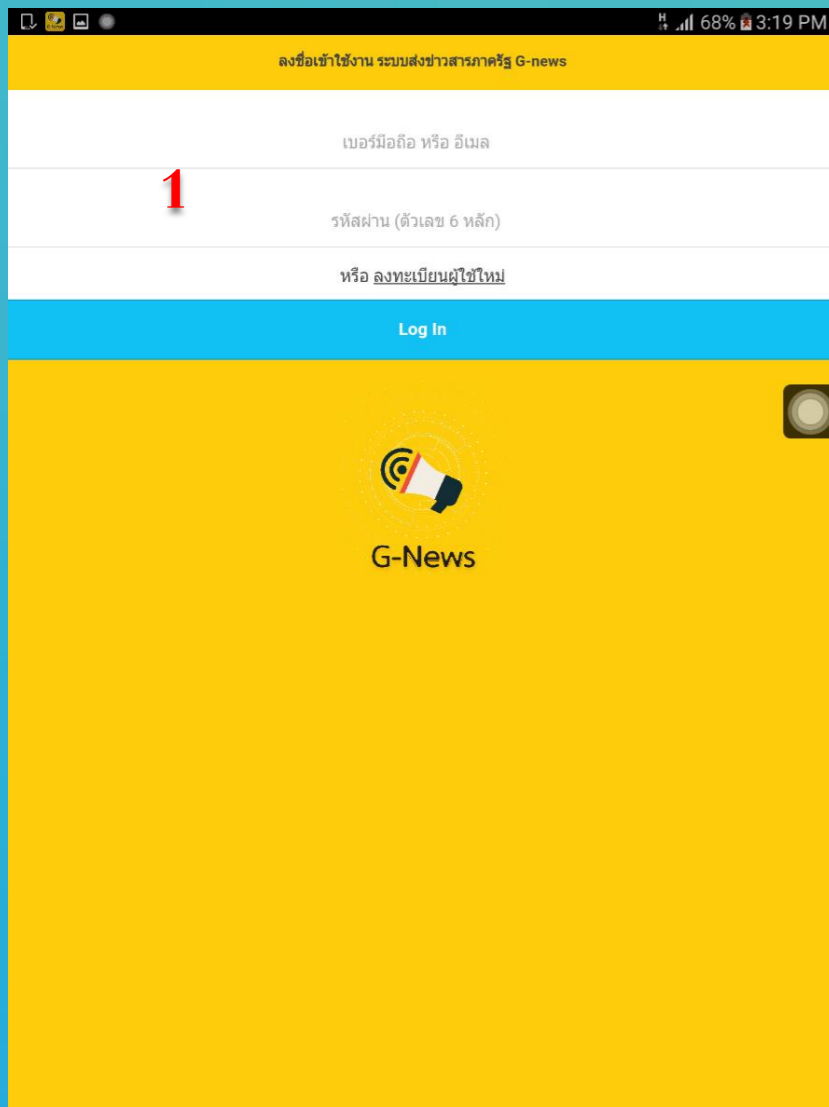 68% 3:19 PM
ลงชื่อเข้าใช้งาน ระบบส่งข่าวสารภาครัฐ G-news
เบอร์มือถือ หรือ อีเมล
1
รหัสผ่าน (ตัวเลข 6 หลัก)
หรือ ลงทะเบียนผู้ใช้ใหม่
Log In
G-News